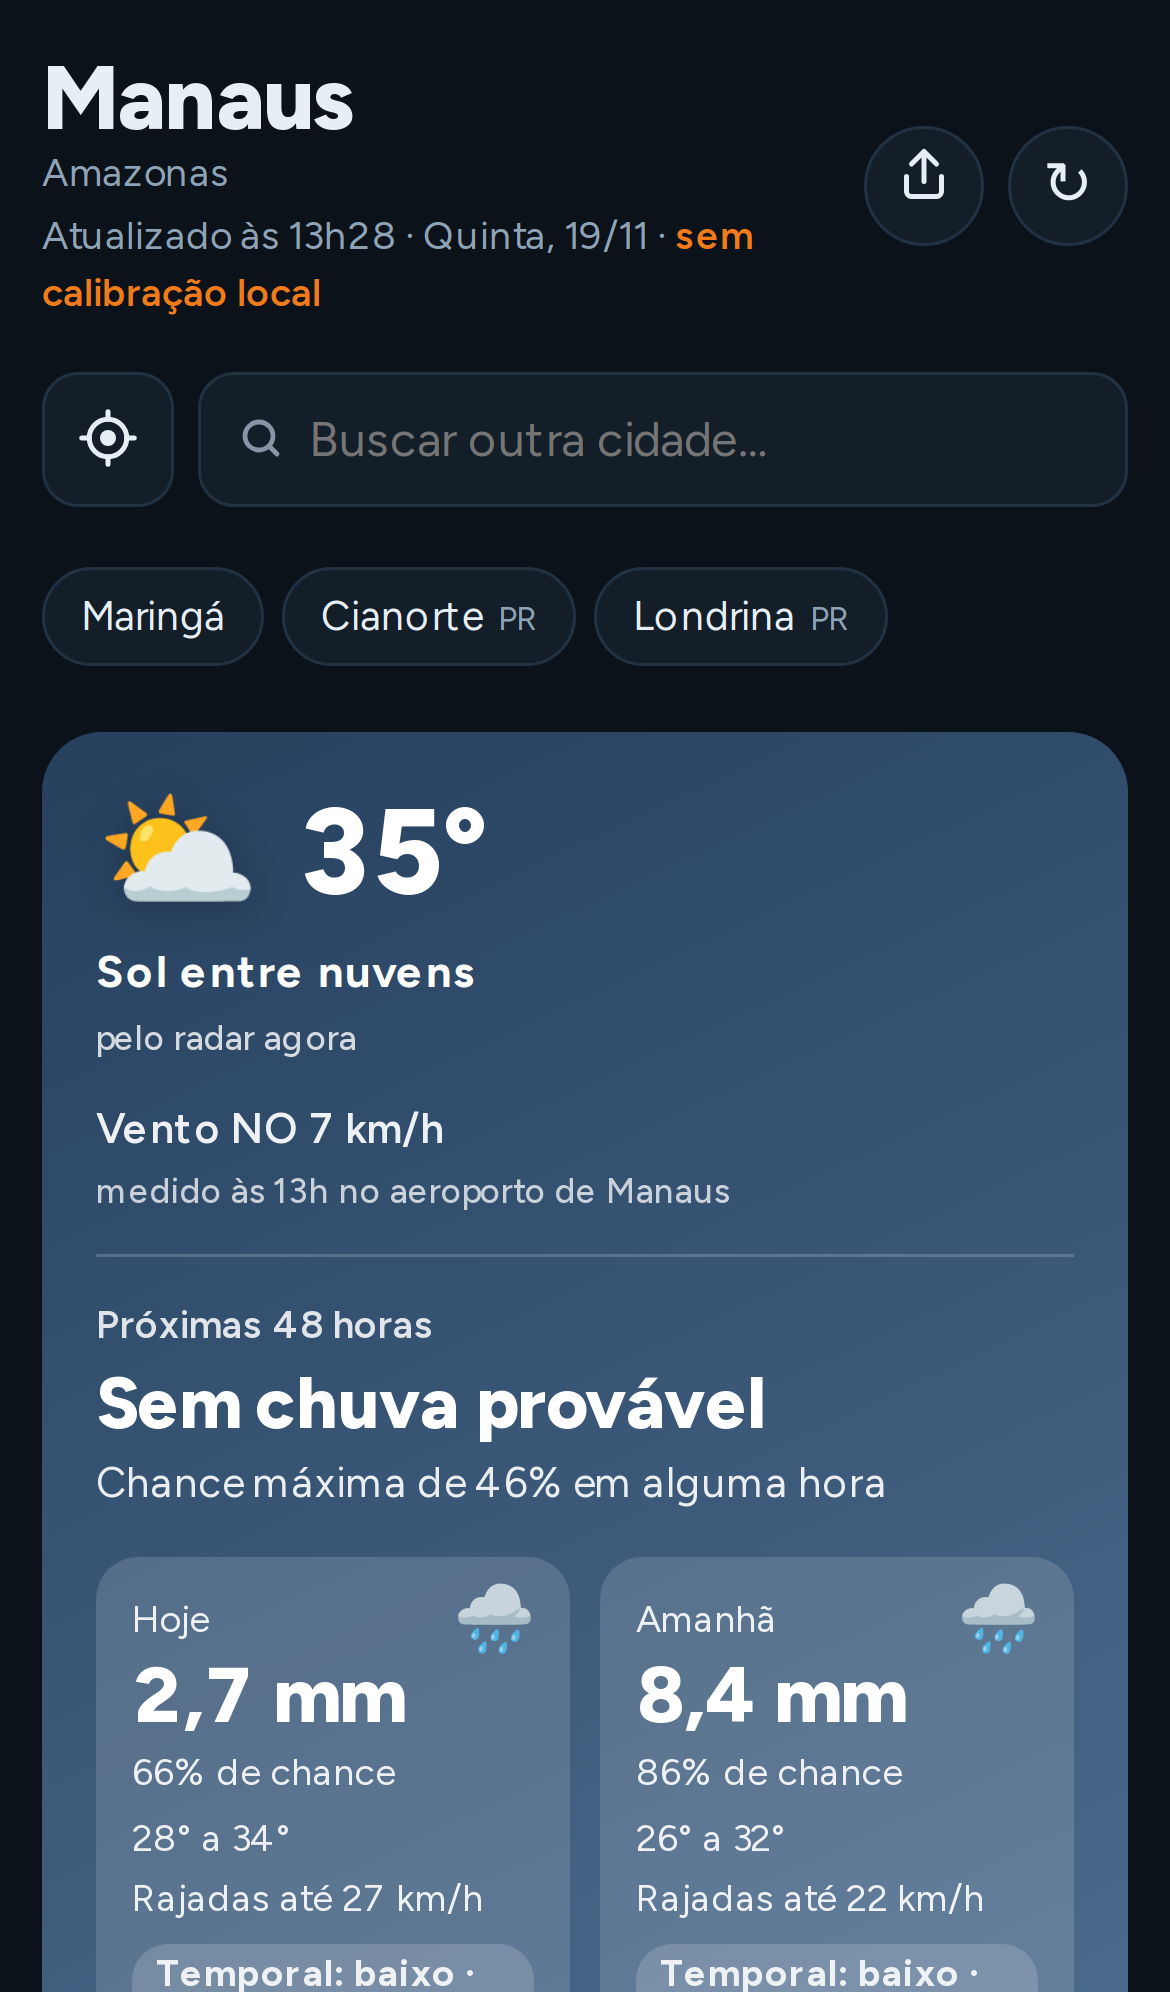 Manaus
Amazonas
Atualizado às 13h28 · Quinta, 19/11 · sem
calibração local
Buscar outra cidade...
Maringá
Cianorte PR
Londrina PR
35°
Sol entre nuvens
pelo radar agora
Vento NO 7 km/h
medido às 13h no aeroporto de Manaus
Próximas 48 horas
Sem chuva provável
Chance máxima de 46% em alguma hora
Hoje
2,7 mm
66% de chance
28° a 34°
Rajadas até 27 km/h
Temporal: baixo ·
Amanhã
8,4 mm
86% de chance
26° a 32°
Rajadas até 22 km/h
Temporal: baixo ·